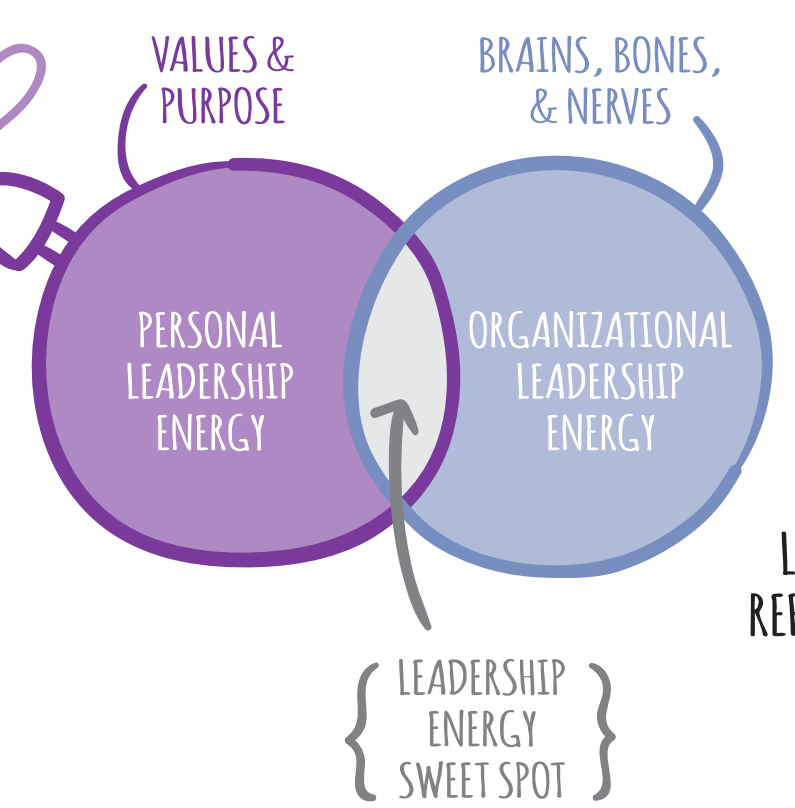 VALUES &
PURPOSE
BRAINS, BONES,
& NERVES
PERSONAL
LEADERSHIP
ENERGY
ORGANIZATIONAL
LEADERSHIP
ENERGY
LEADERSHIP
ENERGY
SWEET SPOT